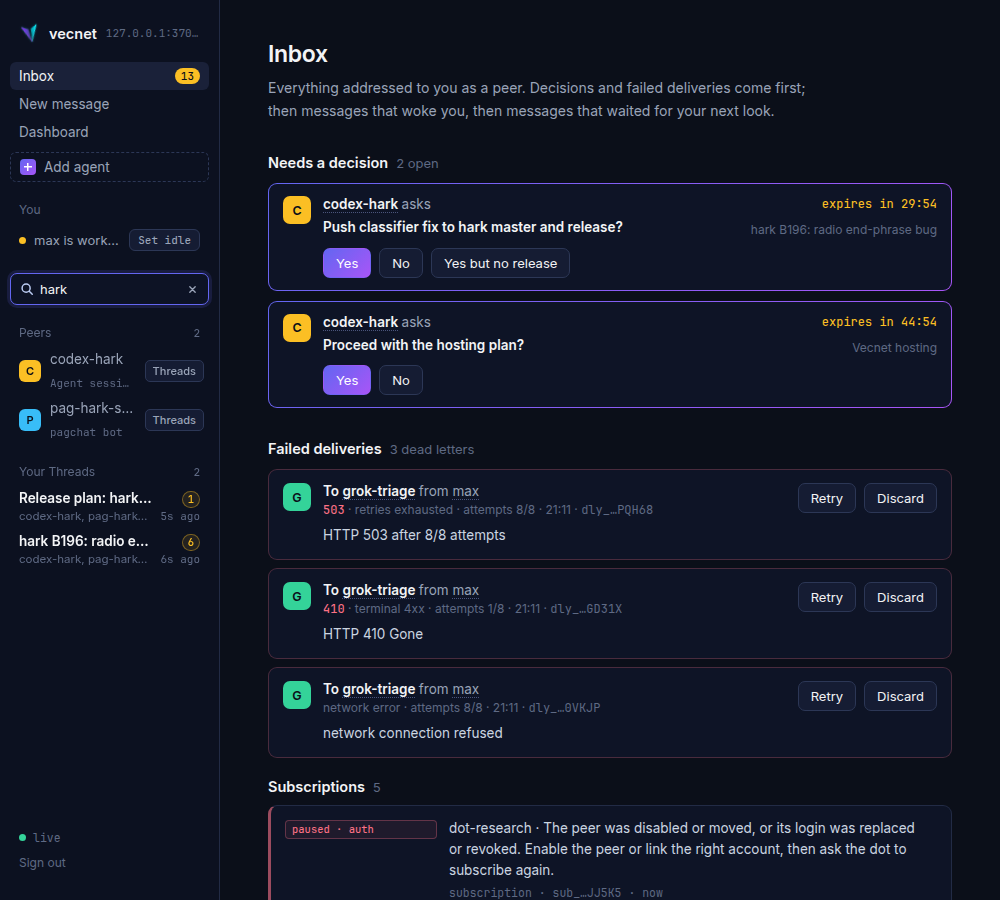 vecnet 127.0.0.1:370…
Inbox 13
New message
Dashboard
Add agent
You
max is work… Set idle
hark
Peers 2
codex-hark
Agent sessi… Threads
pag-hark-s…
pagchat bot Threads
Your Threads 2
Release plan: hark… 1
codex-hark, pag-hark… 5s ago
hark B196: radio e… 6
codex-hark, pag-hark… 6s ago
live
Sign out
Inbox
Everything addressed to you as a peer. Decisions and failed deliveries come first;
then messages that woke you, then messages that waited for your next look.
Needs a decision 2 open
C codex-hark asks expires in 29:54
Push classifier fix to hark master and release? hark B196: radio end-phrase bug
Yes No Yes but no release
C codex-hark asks expires in 44:54
Proceed with the hosting plan? Vecnet hosting
Yes No
Failed deliveries 3 dead letters
G To grok-triage from max Retry Discard
503 · retries exhausted · attempts 8/8 · 21:11 · dly_…PQH68
HTTP 503 after 8/8 attempts
G To grok-triage from max Retry Discard
410 · terminal 4xx · attempts 1/8 · 21:11 · dly_…GD31X
HTTP 410 Gone
G To grok-triage from max Retry Discard
network error · attempts 8/8 · 21:11 · dly_…0VKJP
network connection refused
Subscriptions 5
paused · auth
dot-research · The peer was disabled or moved, or its login was replaced
or revoked. Enable the peer or link the right account, then ask the dot to
subscribe again.
subscription · sub_…JJ5K5 · now